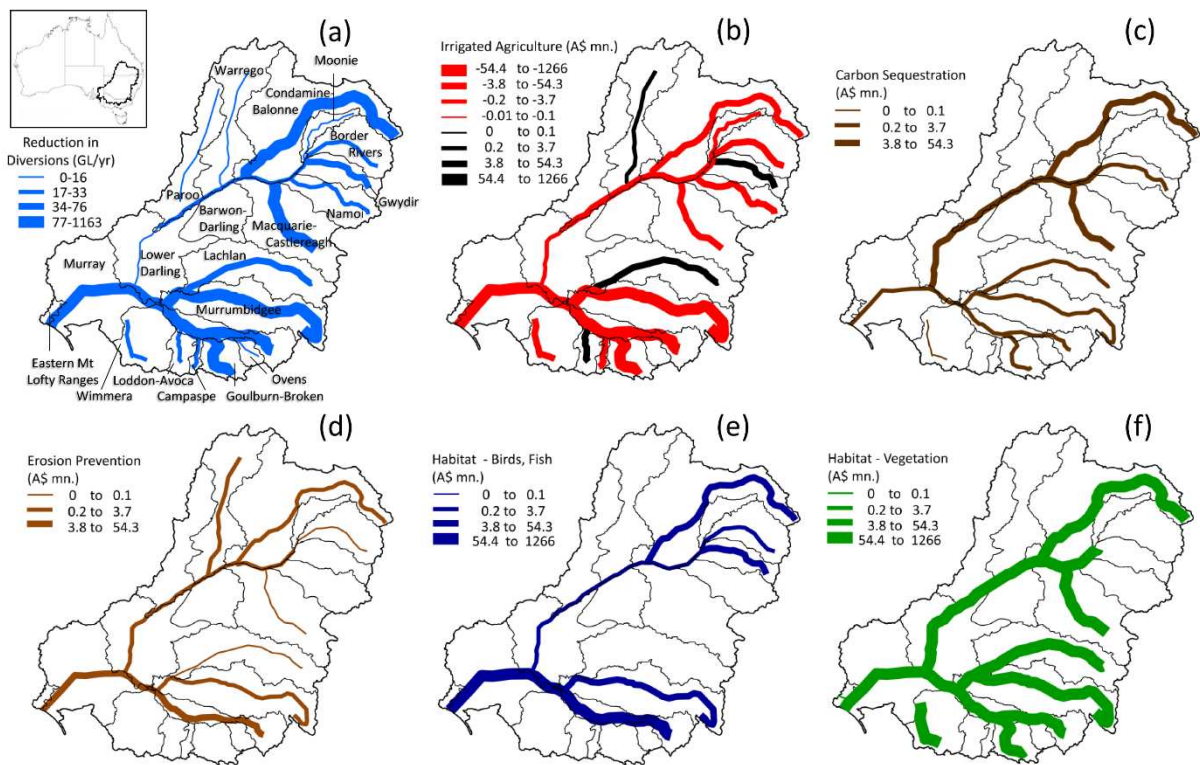 (a)
Warrego
Moonie
Condamine-
Balonne
Border
Rivers
Reduction in
Diversions (GL/yr)
0-16
17-33
34-76
77-1163
Paroo
Barwon-
Darling
Gwydir
Namoi
Macquarie-
Castlereagh
Murray
Lower
Darling
Lachlan
Murrumbidgee
Eastern Mt
Lofty Ranges
Wimmera
Loddon-Avoca
Campaspe
Ovens
Goulburn-Broken
(b)
Irrigated Agriculture (A$ mn.)
-54.4 to -1266
-3.8 to -54.3
-0.2 to -3.7
-0.01 to -0.1
0 to 0.1
0.2 to 3.7
3.8 to 54.3
54.4 to 1266
(c)
Carbon Sequestration
(A$ mn.)
0 to 0.1
0.2 to 3.7
3.8 to 54.3
(d)
Erosion Prevention
(A$ mn.)
0 to 0.1
0.2 to 3.7
3.8 to 54.3
(e)
Habitat - Birds, Fish
(A$ mn.)
0 to 0.1
0.2 to 3.7
3.8 to 54.3
54.4 to 1266
(f)
Habitat - Vegetation
(A$ mn.)
0 to 0.1
0.2 to 3.7
3.8 to 54.3
54.4 to 1266